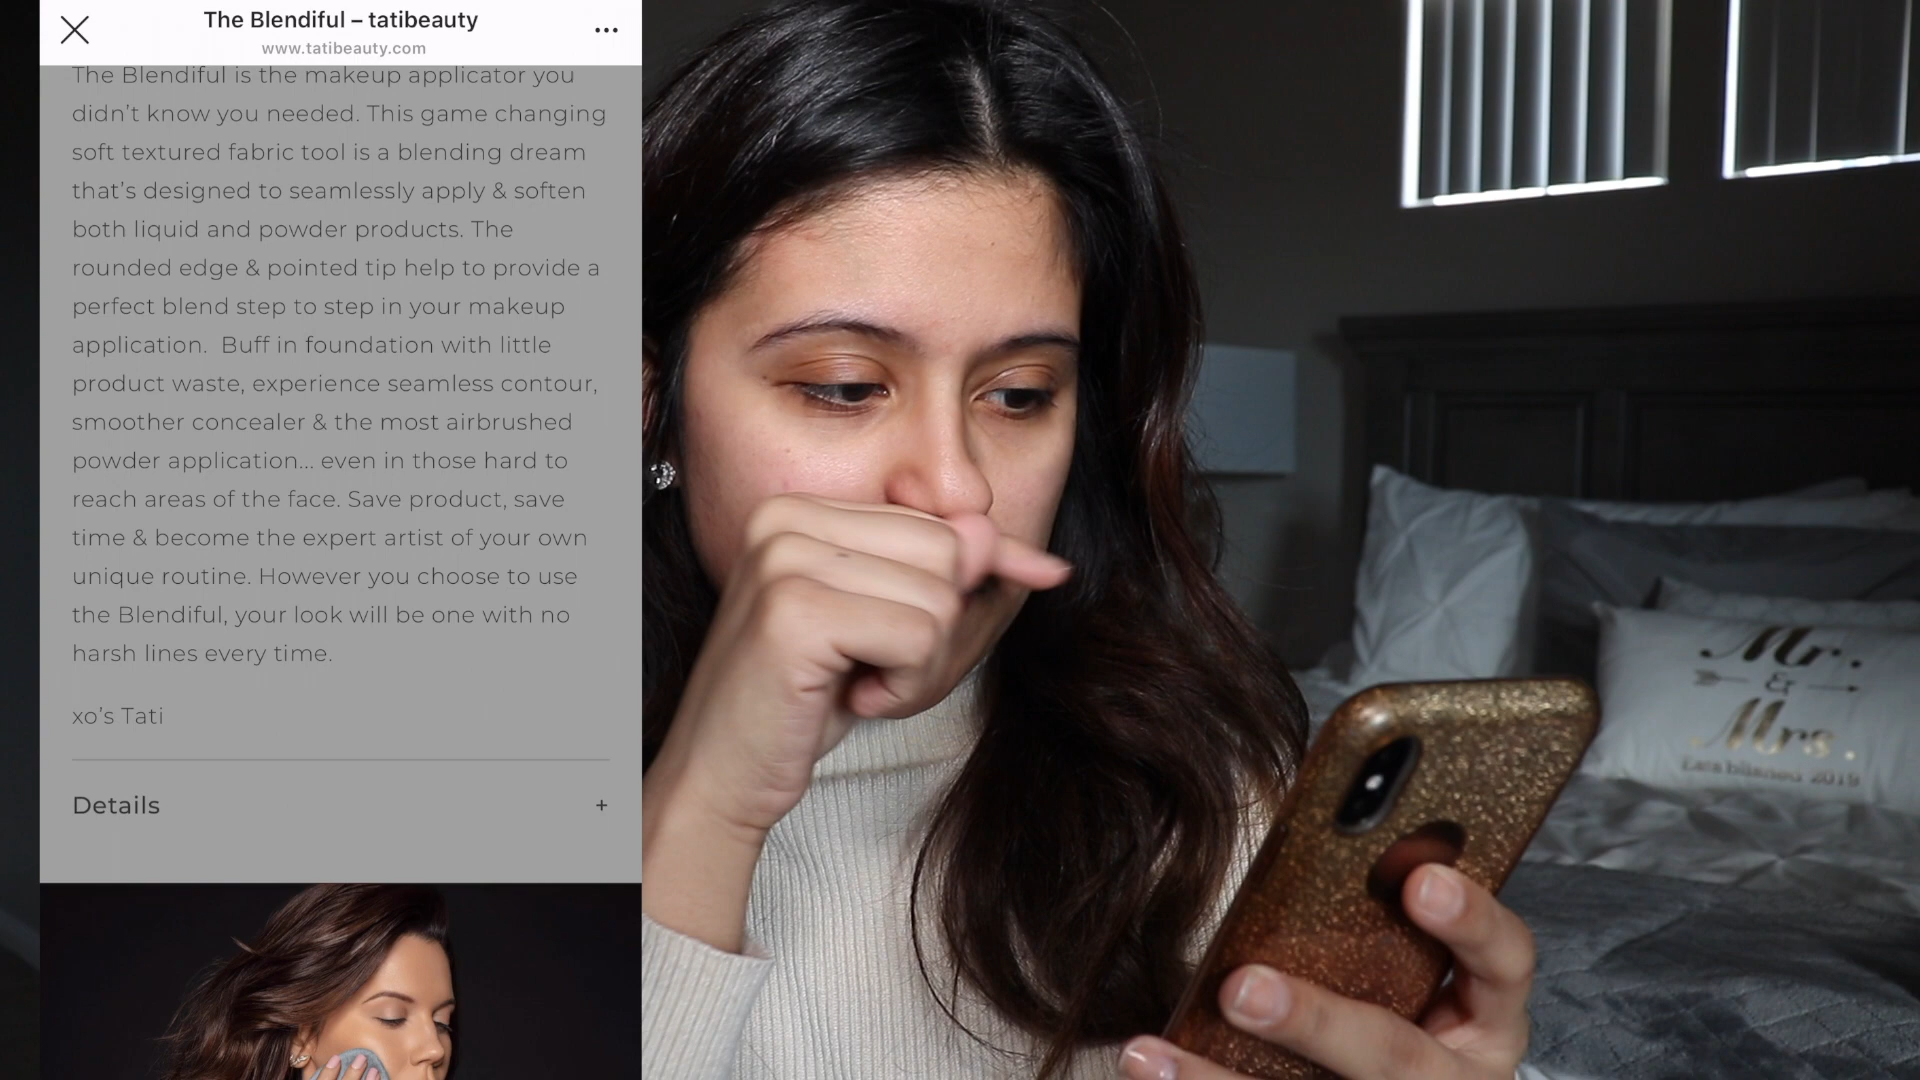 The Blendiful – tatibeauty
www.tatibeauty.com
The Blendiful is the makeup applicator you
didn't know you needed. This game changing
soft textured fabric tool is a blending dream
that's designed to seamlessly apply & soften
both liquid and powder products. The
rounded edge & pointed tip help to provide a
perfect blend step to step in your makeup
application.  Buff in foundation with little
product waste, experience seamless contour,
smoother concealer & the most airbrushed
powder application... even in those hard to
reach areas of the face. Save product, save
time & become the expert artist of your own
unique routine. However you choose to use
the Blendiful, your look will be one with no
harsh lines every time.
xo's Tati
Details +
Mr.
&
Mrs.
Established 2019